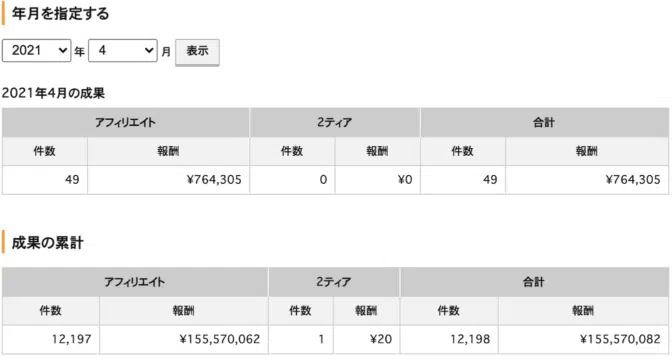 年月を指定する
2021 年 4 月 表示
2021年4月の成果
アフィリエイト 2ティア 合計
件数 報酬 件数 報酬 件数 報酬
49 ¥764,305 0 ¥0 49 ¥764,305
成果の累計
アフィリエイト 2ティア 合計
件数 報酬 件数 報酬 件数 報酬
12,197 ¥155,570,062 1 ¥20 12,198 ¥155,570,082